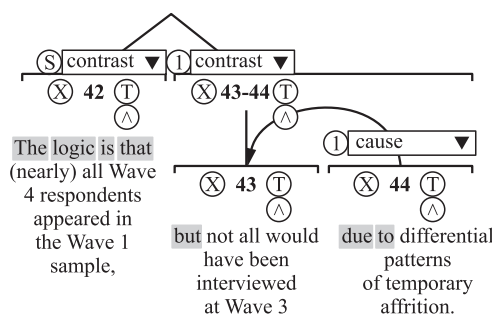 S contrast ▼ 1 contrast ▼
X 42 T X 43-44 T
^ ^
1 cause ▼
The logic is that
(nearly) all Wave
4 respondents
appeared in
the Wave 1
sample,
X 43 T
^
but not all would
have been
interviewed
at Wave 3
X 44 T
^
due to differential
patterns
of temporary
affrition.